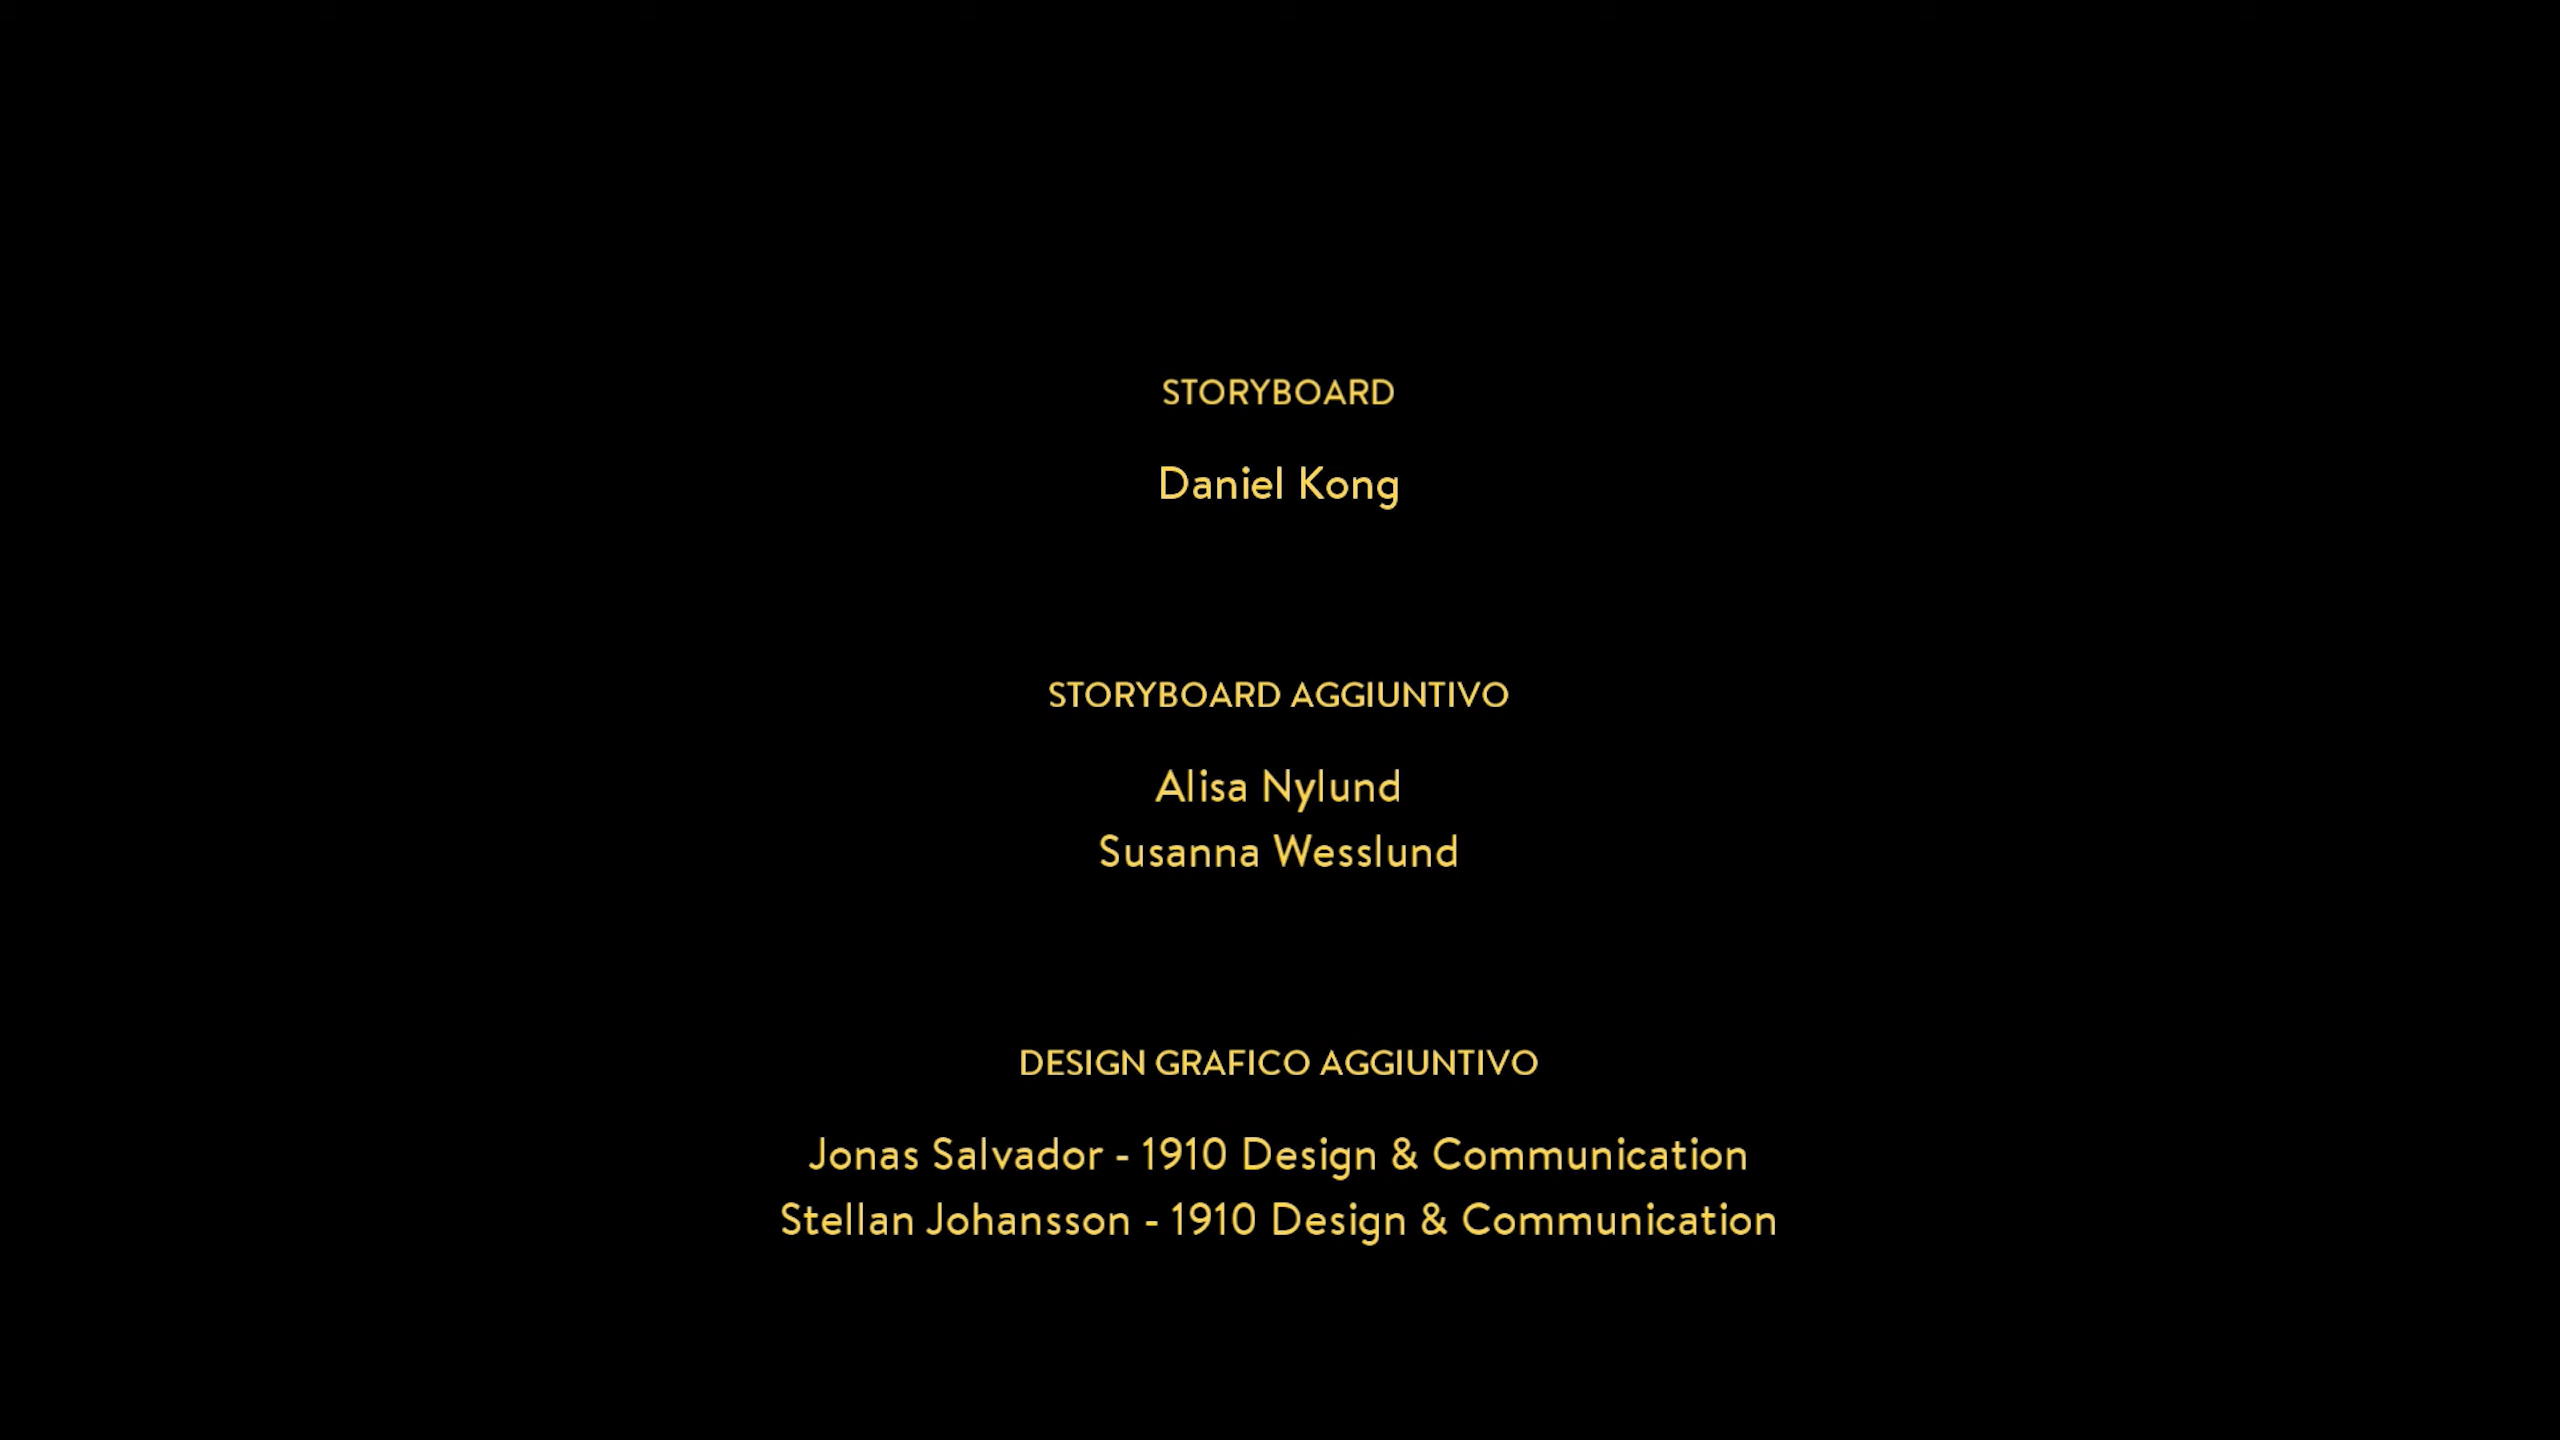 STORYBOARD
Daniel Kong
STORYBOARD AGGIUNTIVO
Alisa Nylund
Susanna Wesslund
DESIGN GRAFICO AGGIUNTIVO
Jonas Salvador - 1910 Design & Communication
Stellan Johansson - 1910 Design & Communication